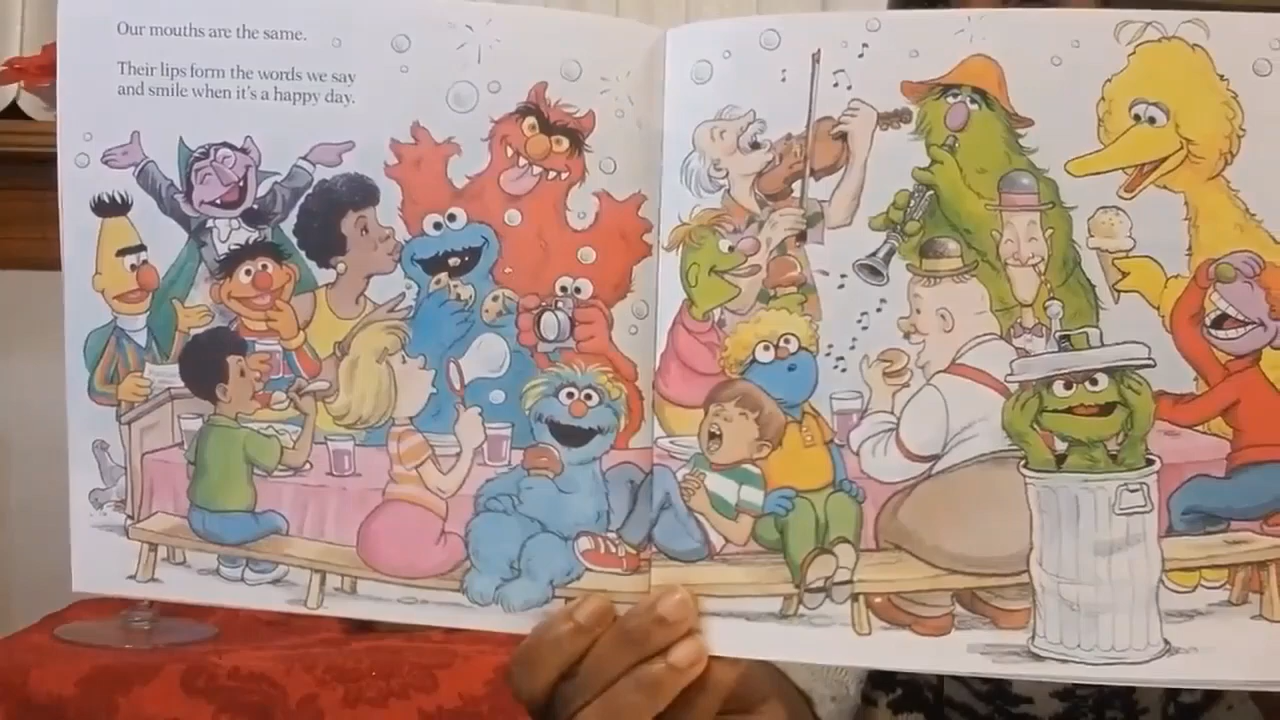 Our mouths are the same.
Their lips form the words we say
and smile when it's a happy day.